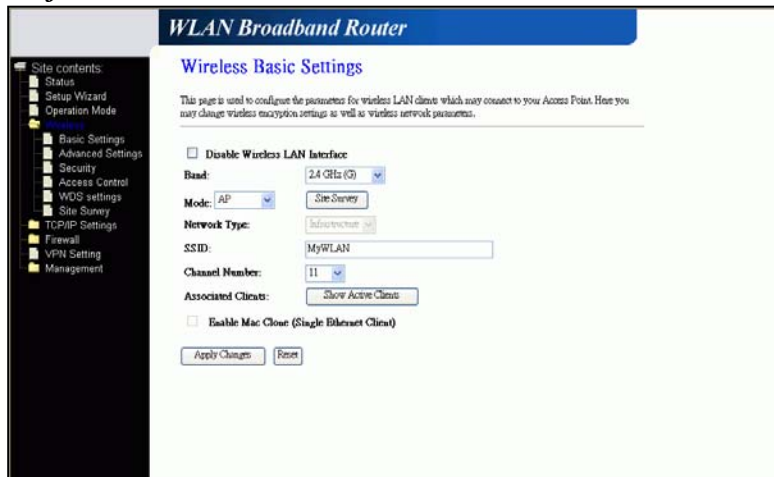 WLAN Broadband Router
Site contents:
Status
Setup Wizard
Operation Mode
Wireless
Basic Settings
Advanced Settings
Security
Access Control
WDS settings
Site Survey
TCP/IP Settings
Firewall
VPN Setting
Management
Wireless Basic Settings
This page is used to configure the parameters for wireless LAN clients which may connect to your Access Point. Here you
may change wireless encryption settings as well as wireless network parameters.
Disable Wireless LAN Interface
Band: 2.4 GHz (G)
Mode: AP Site Survey
Network Type: Infrastructure
SSID: MyWLAN
Channel Number: 11
Associated Clients: Show Active Clients
Enable Mac Clone (Single Ethernet Client)
Apply Changes Reset